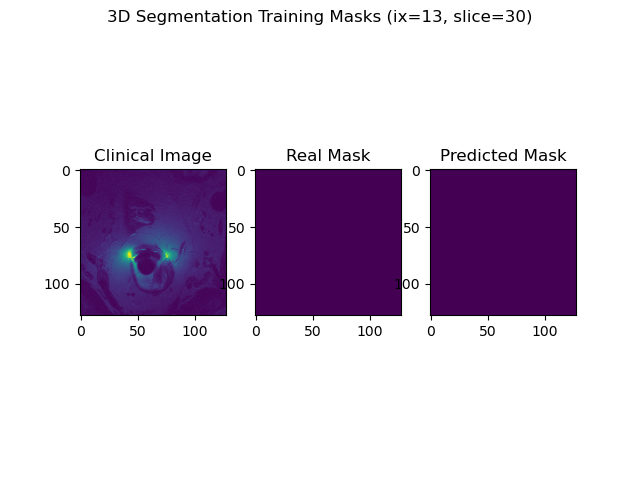 3D Segmentation Training Masks (ix=13, slice=30)
Clinical Image Real Mask Predicted Mask
0 0 0
50 50 50
100 100 100
0 50 100 0 50 100 0 50 100